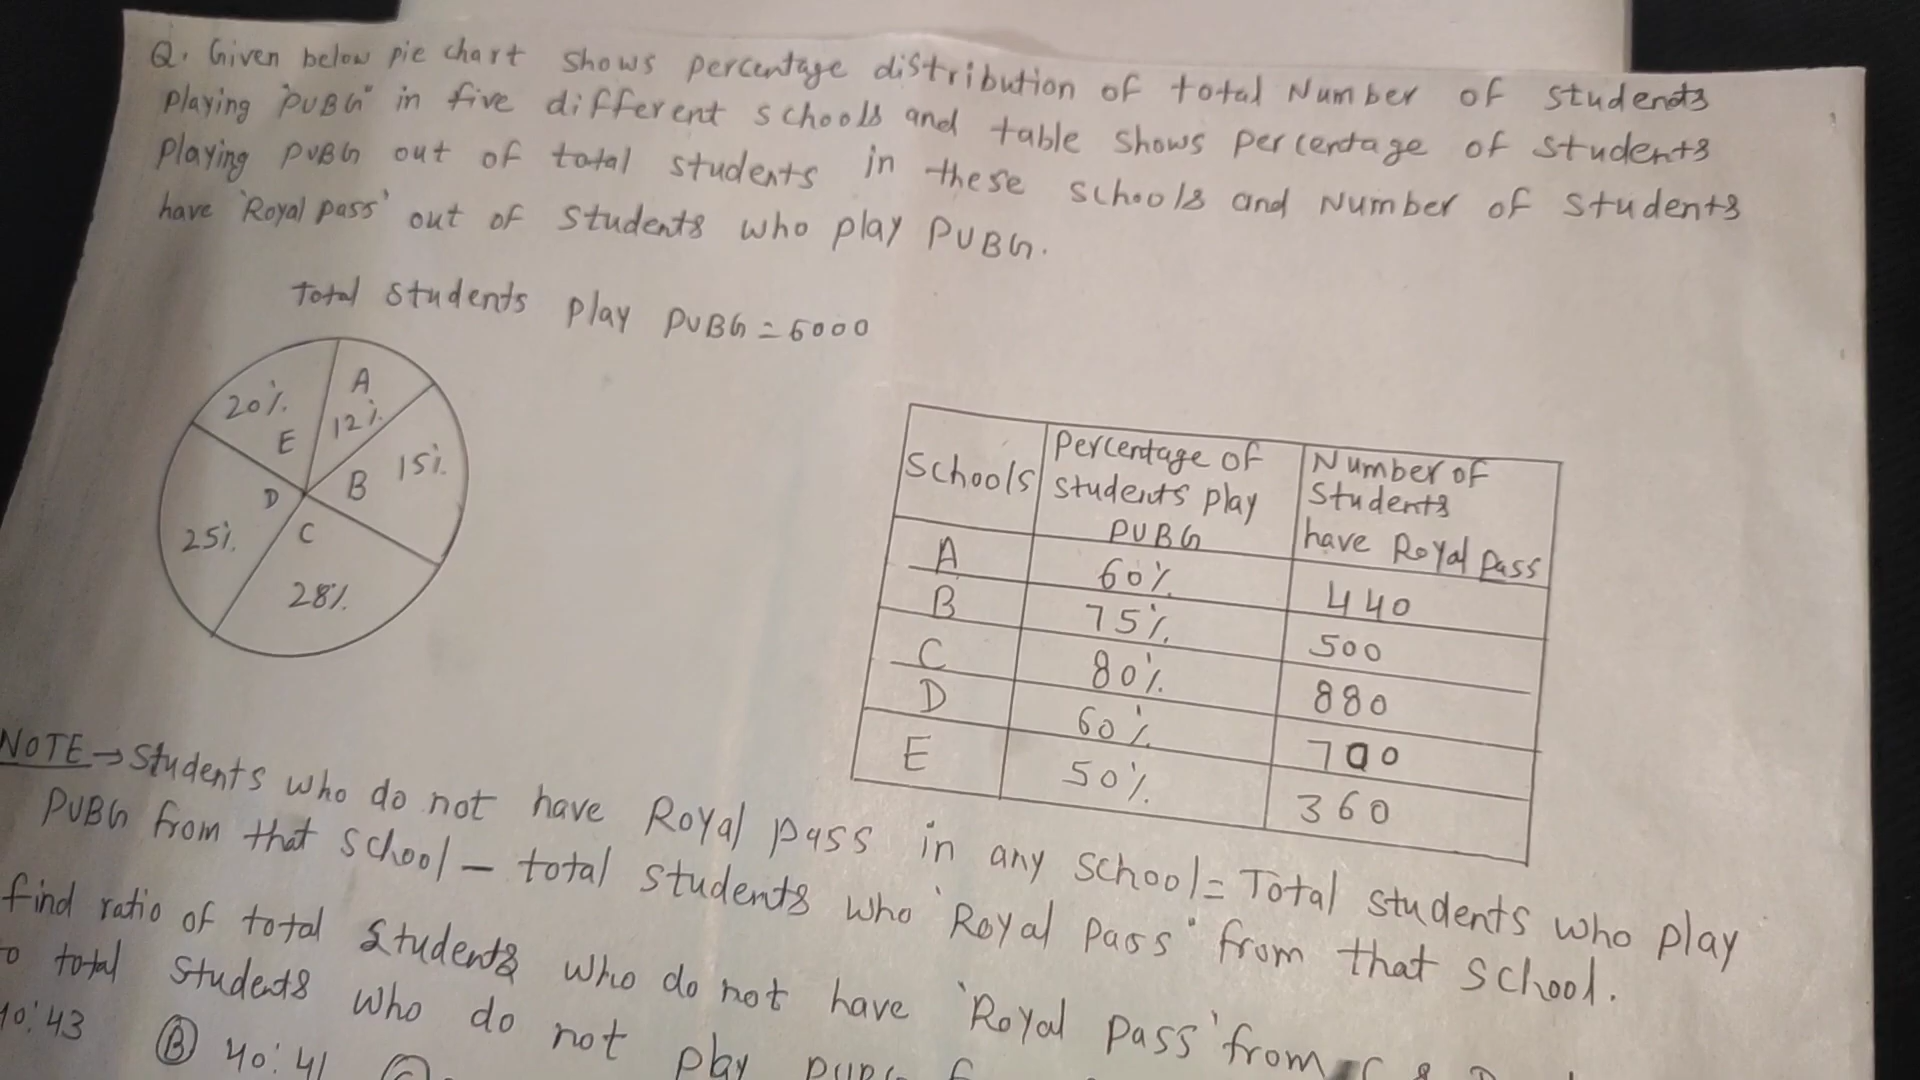 Q. Given below pie chart shows percentage distribution of total Number of students
Playing "PUBG" in five different schools and table shows percentage of students
Playing PUBG out of total students in these schools and Number of students
have 'Royal pass' out of students who play PUBG.
Total students play PUBG = 6000
A
12%
20%
E
15%
B
D
25%
C
28%
Schools
Percentage of students play PUBG
Number of students have Royal Pass
A 60% 440
B 75% 500
C 80% 880
D 60% 700
E 50% 360
NOTE → Students who do not have Royal pass in any school = Total students who play
PUBG from that school - total students who 'Royal pass' from that school.
find ratio of total students who do not have 'Royal pass' from C &
to total students who do not play
40:43 Ⓑ 40:41